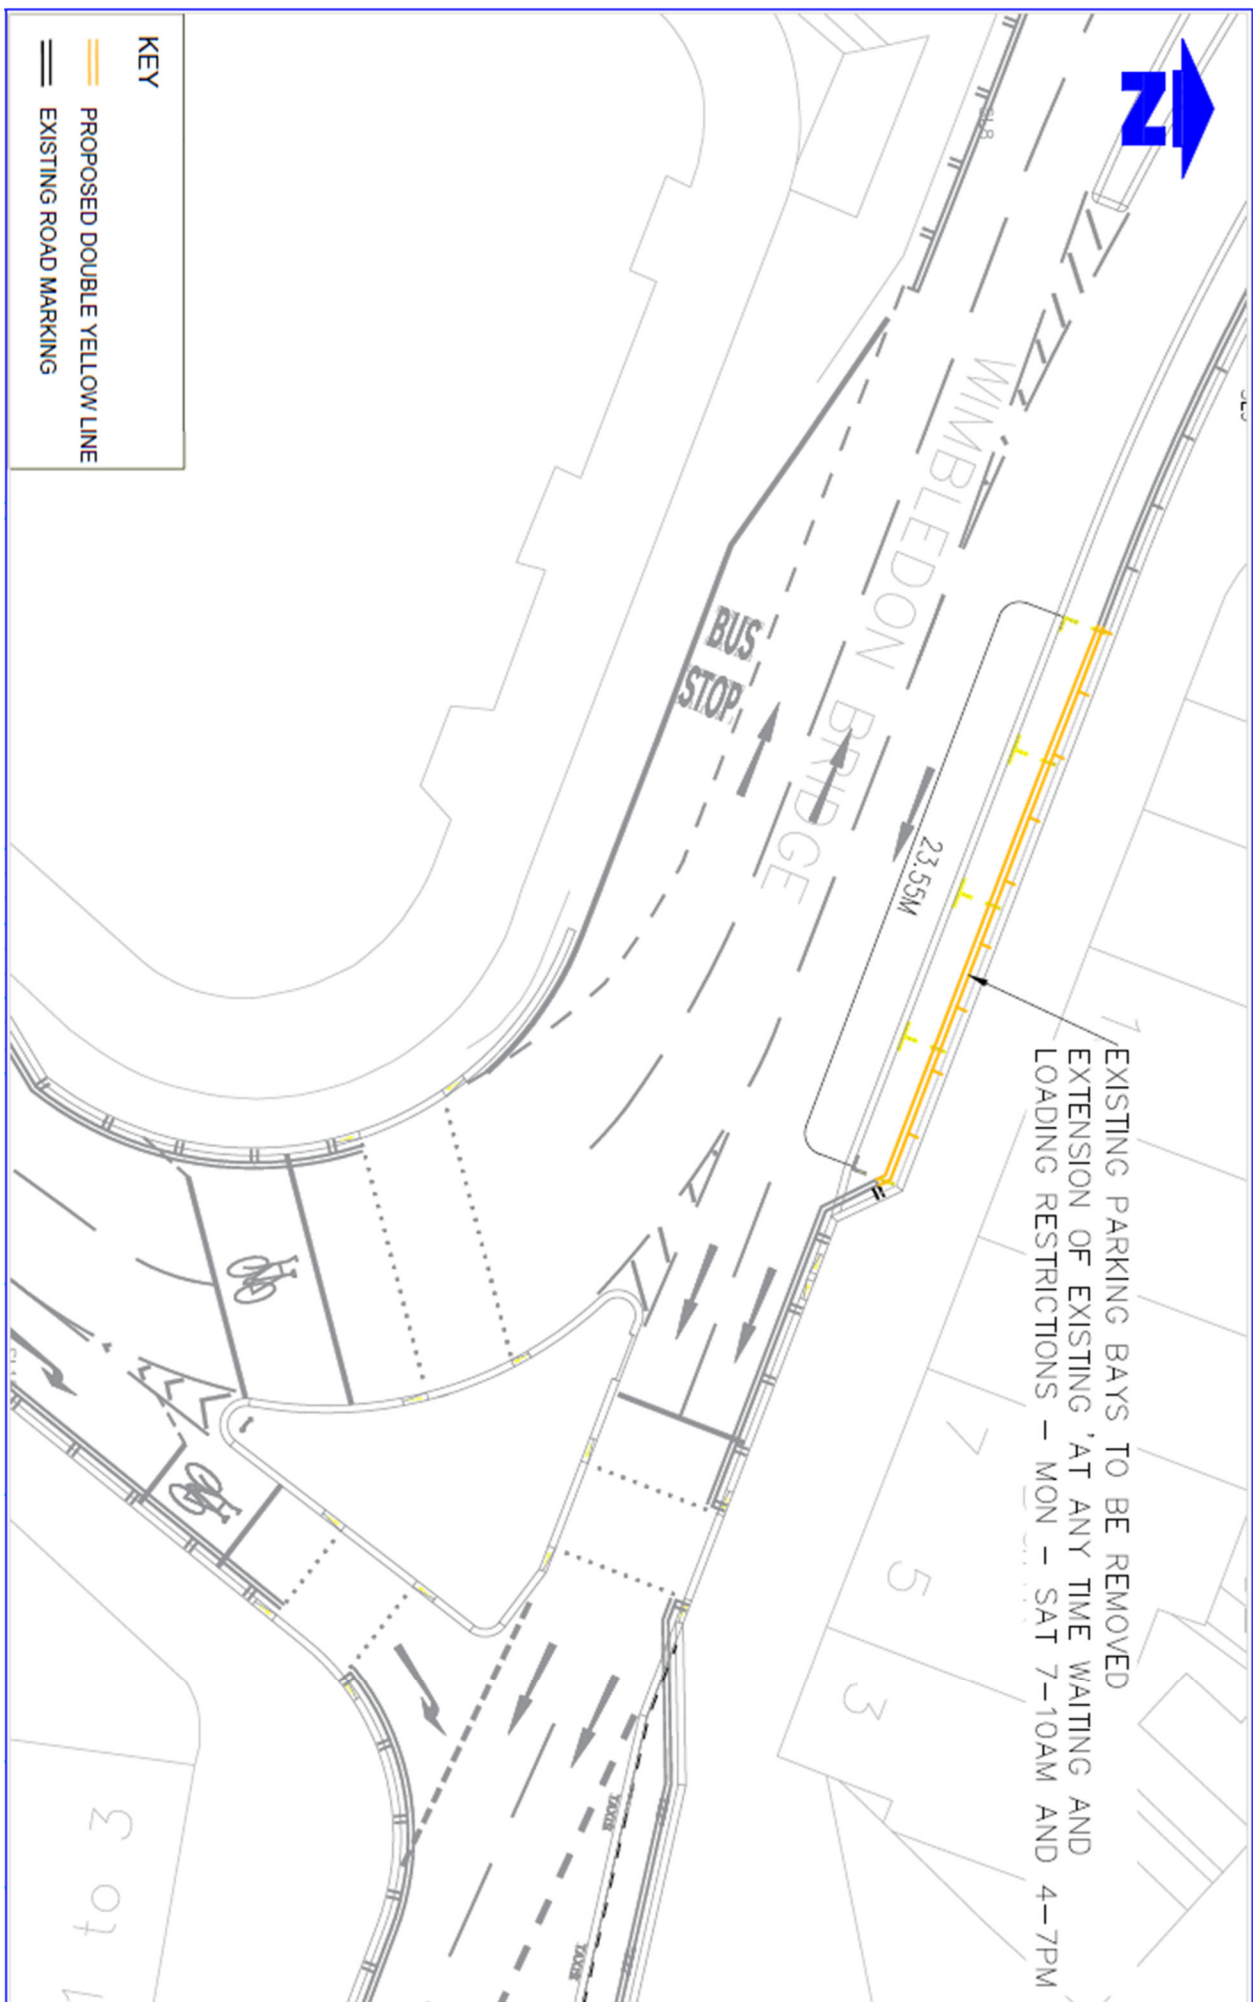 N
KEY
PROPOSED DOUBLE YELLOW LINE
EXISTING ROAD MARKING
WIMBLEDON BRIDGE
BUS
STOP
23.55M
EXISTING PARKING BAYS TO BE REMOVED
EXTENSION OF EXISTING 'AT ANY TIME WAITING AND
LOADING RESTRICTIONS – MON – SAT 7–10AM AND 4–7PM
7
5
3
1 to 3
TAXIS
TAXIS